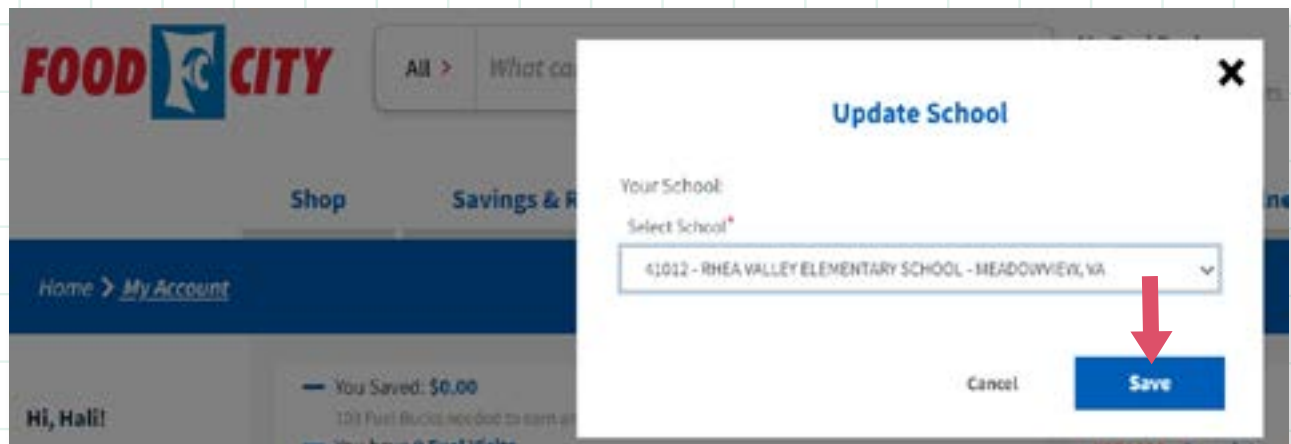 FOOD FC CITY
All >
What
Update School
Shop
Savings &
Your School:
Select School*
41012 - RHEA VALLEY ELEMENTARY SCHOOL - MEADOWVIEW, VA
Home > My Account
Cancel
Save
Hi, Hali!
You Saved: $0.00